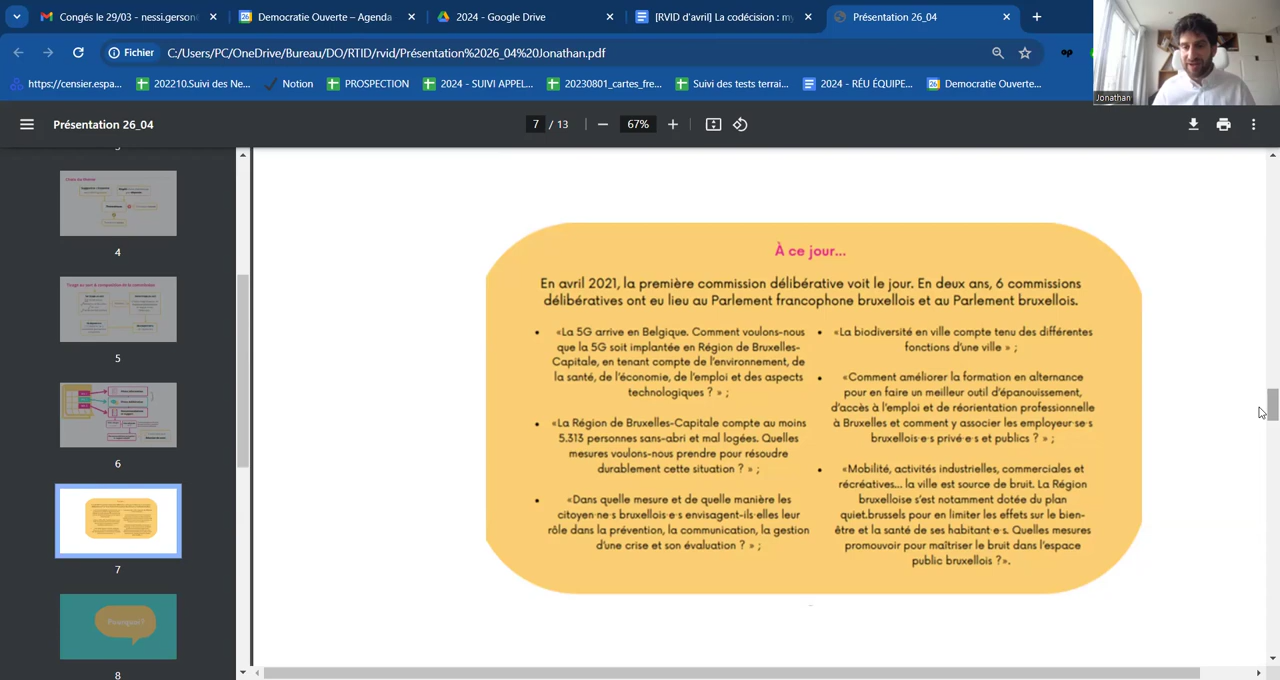 Congés le 29/03 - nessi.gerson
Democratie Ouverte – Agenda
2024 - Google Drive
[RVID d'avril] La codécision : my
Présentation 26_04
Fichier
C:/Users/PC/OneDrive/Bureau/DO/RTID/rvid/Présentation%2026_04%20Jonathan.pdf
https://censier.espa...
202210.Suivi des Ne...
Notion
PROSPECTION
2024 - SUIVI APPEL...
20230801_cartes_fre...
Suivi des tests terrai...
2024 - RÉU ÉQUIPE...
Democratie Ouverte...
Jonathan
Présentation 26_04
7 / 13
67%
4
5
6
7
Pourquoi ?
8
À ce jour...
En avril 2021, la première commission délibérative voit le jour. En deux ans, 6 commissions
délibératives ont eu lieu au Parlement francophone bruxellois et au Parlement bruxellois.
• «La 5G arrive en Belgique. Comment voulons-nous
que la 5G soit implantée en Région de Bruxelles-
Capitale, en tenant compte de l'environnement, de
la santé, de l'économie, de l'emploi et des aspects
technologiques ? » ;
• «La Région de Bruxelles-Capitale compte au moins
5.313 personnes sans-abri et mal logées. Quelles
mesures voulons-nous prendre pour résoudre
durablement cette situation ? » ;
• «Dans quelle mesure et de quelle manière les
citoyen·ne·s bruxellois·e·s envisagent-ils·elles leur
rôle dans la prévention, la communication, la gestion
d'une crise et son évaluation ? » ;
• «La biodiversité en ville compte tenu des différentes
fonctions d'une ville » ;
• «Comment améliorer la formation en alternance
pour en faire un meilleur outil d'épanouissement,
d'accès à l'emploi et de réorientation professionnelle
à Bruxelles et comment y associer les employeur·se·s
bruxellois·e·s privé·e·s et publics ? » ;
• «Mobilité, activités industrielles, commerciales et
récréatives... la ville est source de bruit. La Région
bruxelloise s'est notamment dotée du plan
quiet.brussels pour en limiter les effets sur le bien-
être et la santé de ses habitant·e·s. Quelles mesures
promouvoir pour maîtriser le bruit dans l'espace
public bruxellois ?».